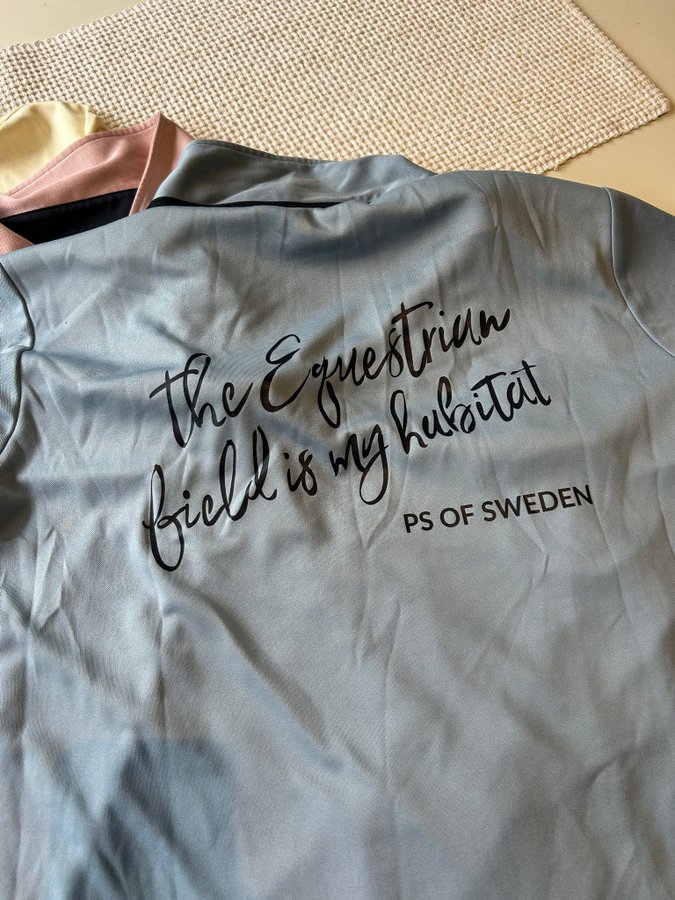 the Equestrian
field is my habitat
PS OF SWEDEN